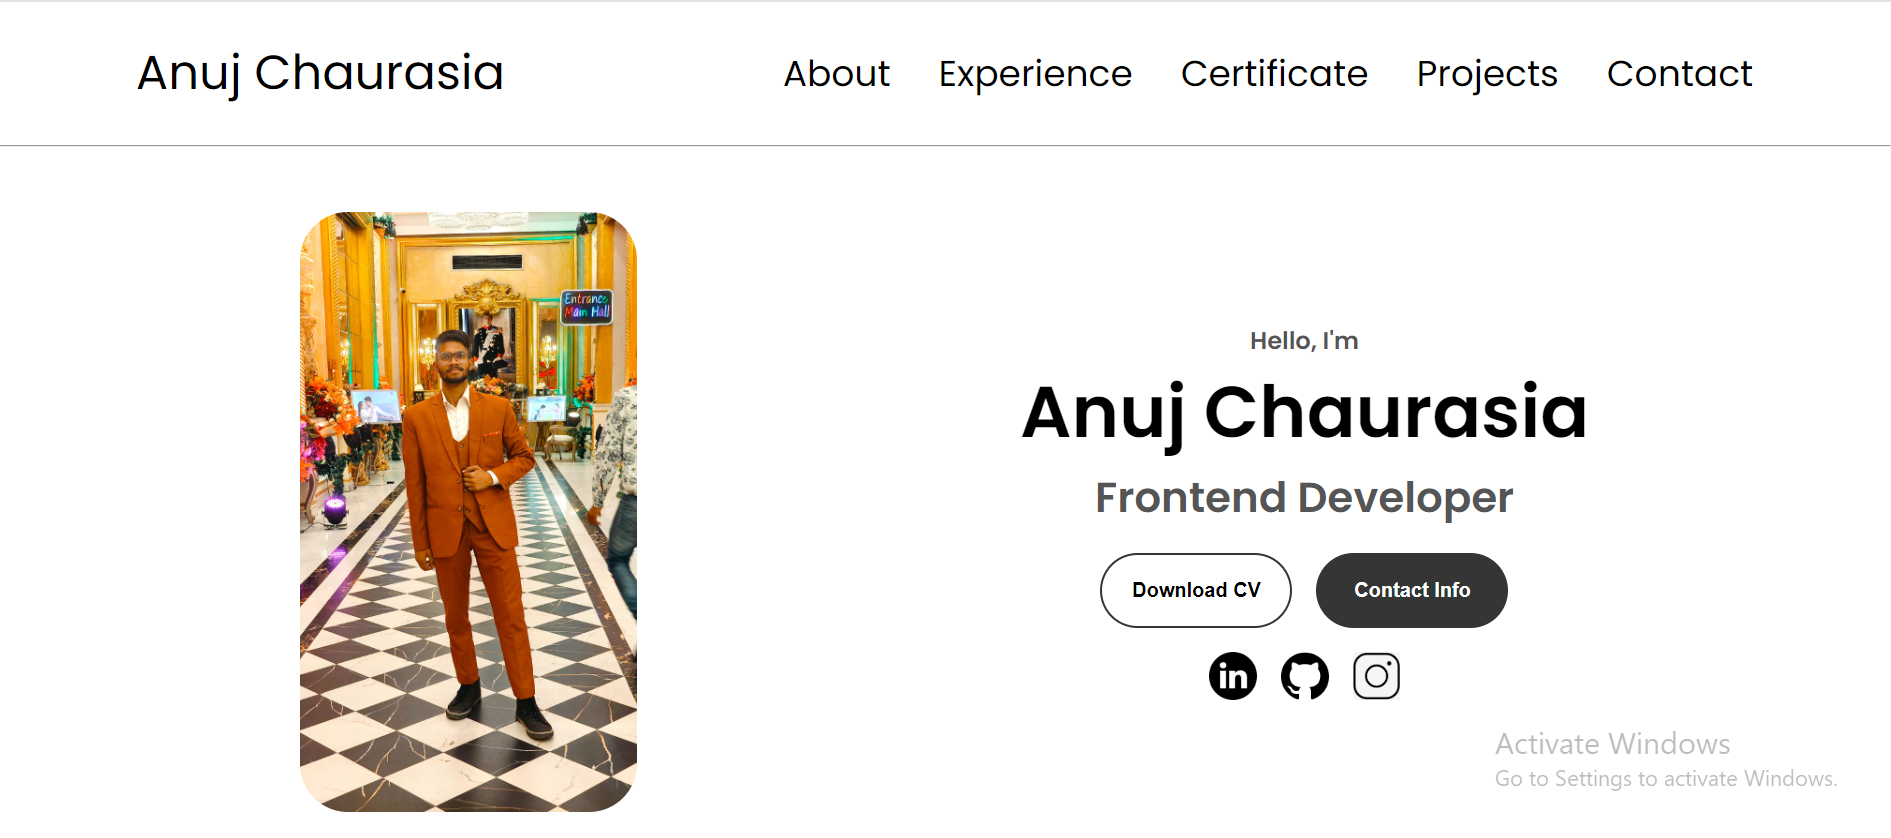 Anuj Chaurasia
About Experience Certificate Projects Contact
Entrance
Main Hall
Hello, I'm
Anuj Chaurasia
Frontend Developer
Download CV
Contact Info
in
Activate Windows
Go to Settings to activate Windows.